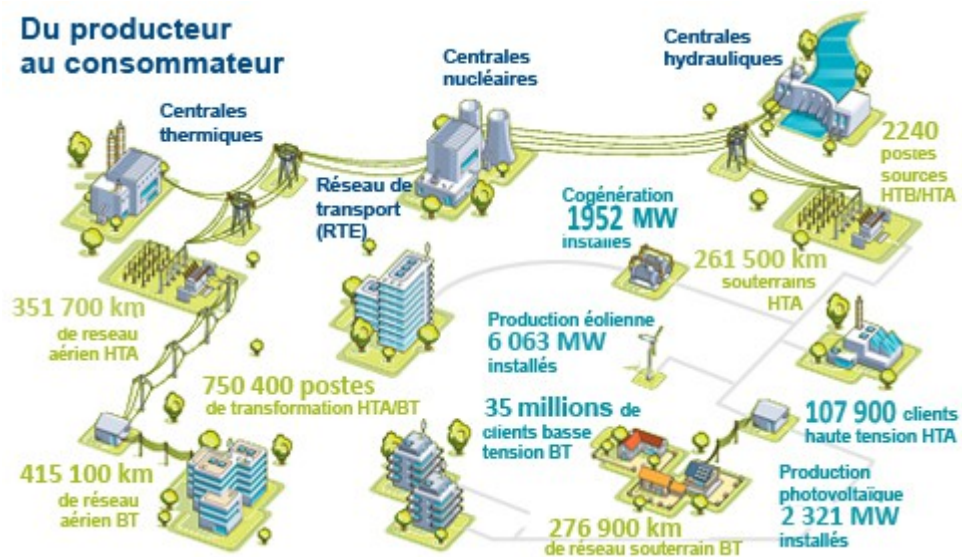 Du producteur
au consommateur
Centrales
thermiques
Centrales
nucléaires
Centrales
hydrauliques
2240
postes
sources
HTB/HTA
Réseau de
transport
(RTE)
Cogénération
1952 MW
installés
261 500 km
souterrains
HTA
351 700 km
de reseau
aérien HTA
Production éolienne
6 063 MW
installés
750 400 postes
de transformation HTA/BT
35 millions de
clients basse
tension BT
107 900 clients
haute tension HTA
415 100 km
de réseau
aérien BT
Production
photovoltaïque
2 321 MW
installés
276 900 km
de réseau souterrain BT